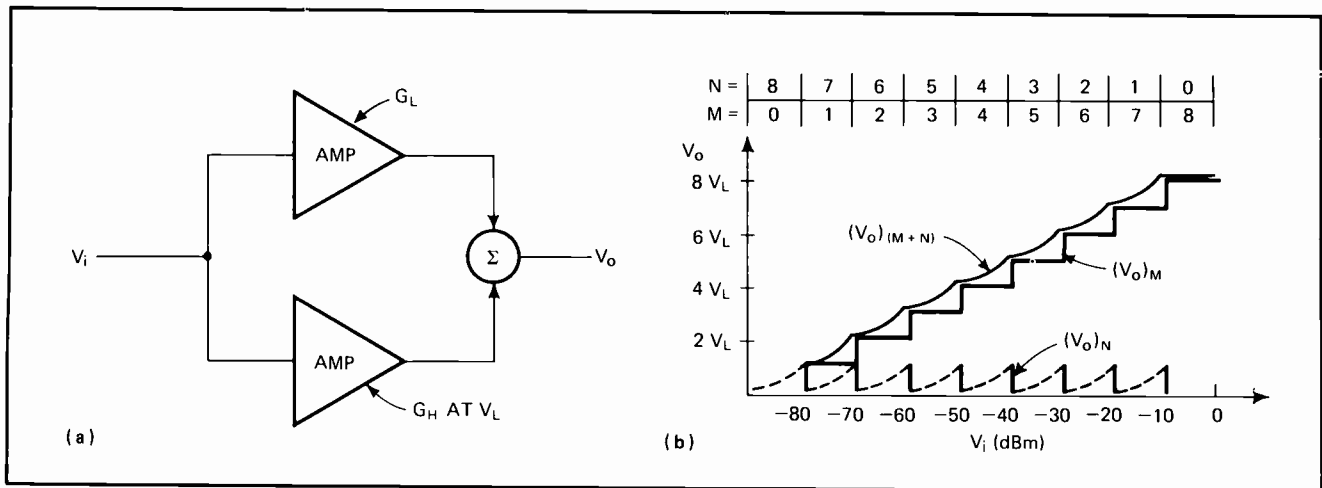 G_L
AMP
V_i
Σ
V_o
AMP
G_H AT V_L
(a)
N = 8 7 6 5 4 3 2 1 0
M = 0 1 2 3 4 5 6 7 8
V_o
8 V_L
6 V_L
4 V_L
2 V_L
(V_o)_(M + N)
(V_o)_M
(V_o)_N
−80 −70 −60 −50 −40 −30 −20 −10 0
V_i (dBm)
(b)